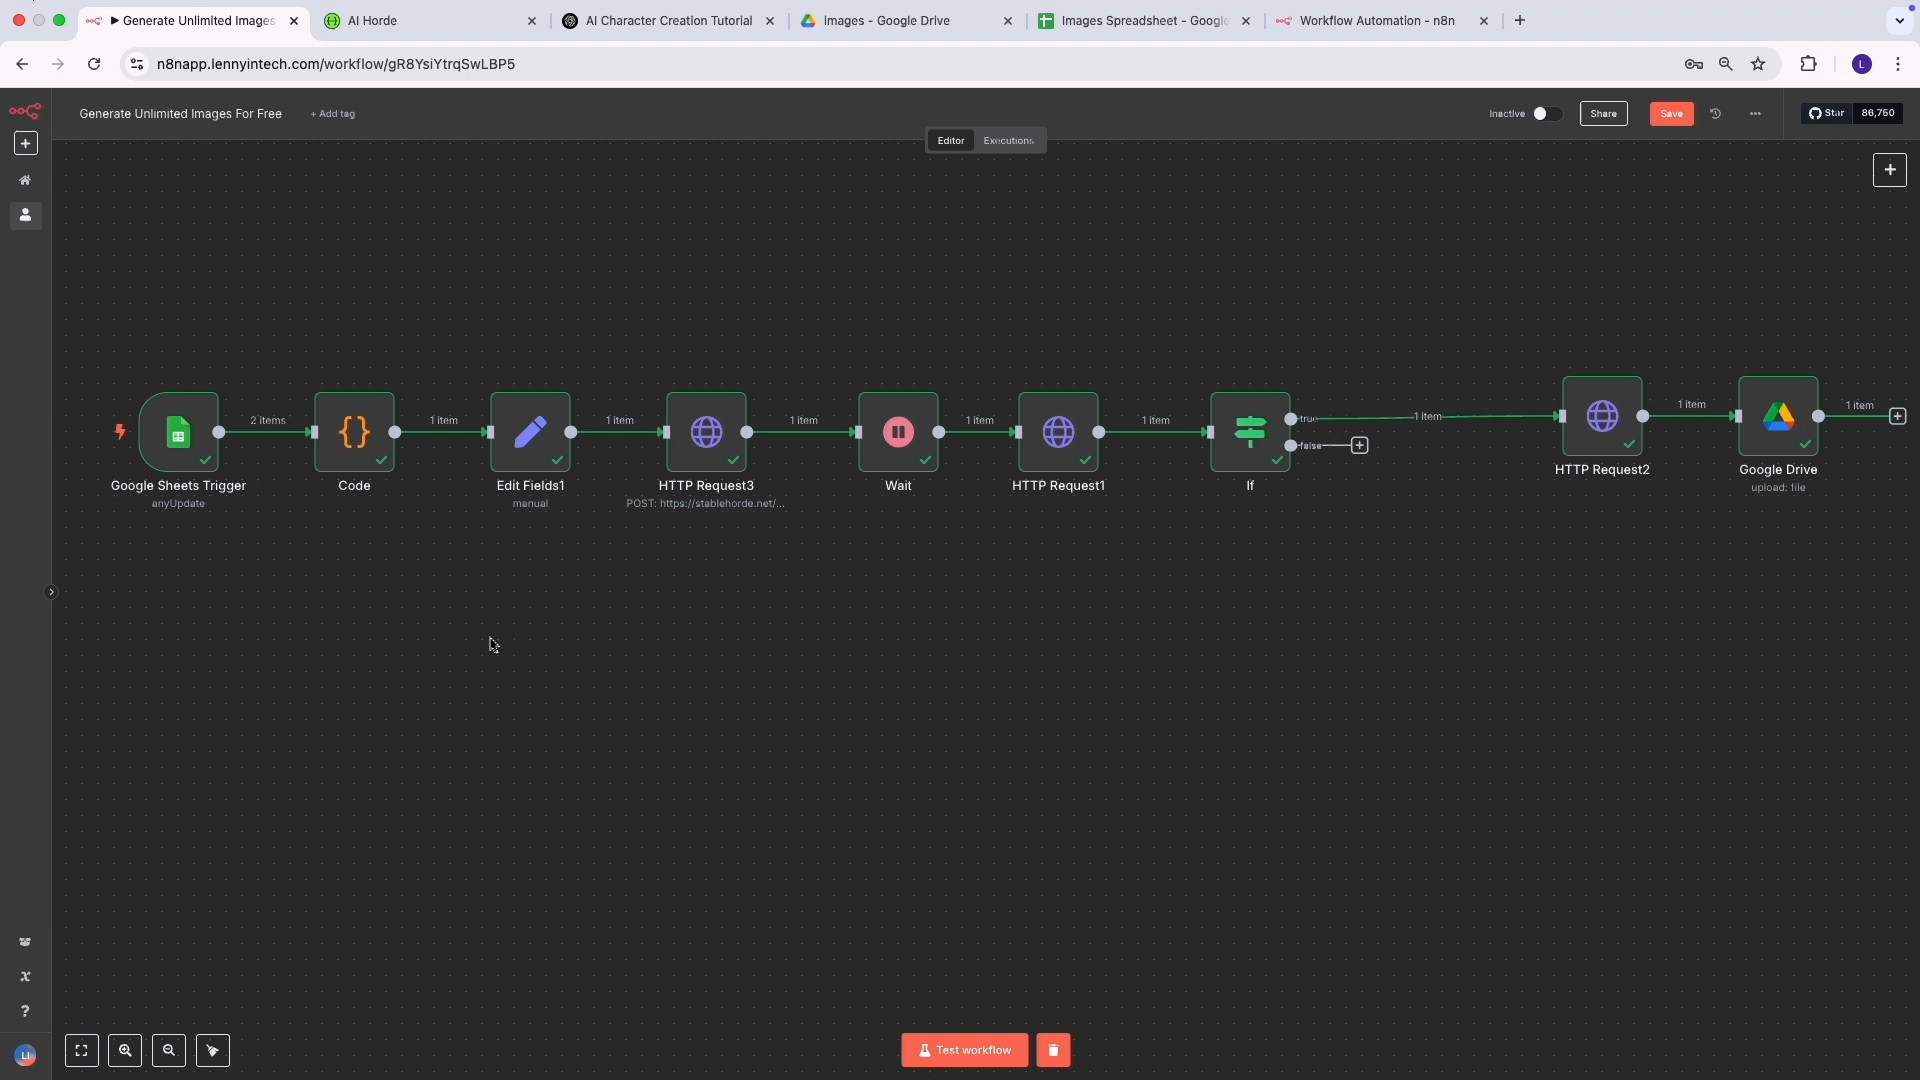 Generate Unlimited Images
AI Horde
AI Character Creation Tutorial
images - Google Drive
Images Spreadsheet - Google
Workflow Automation - n8n
n8napp.lennyintech.com/workflow/gR8YsiYtrqSwLBP5
L
Generate Unlimited Images For Free
+ Add tag
Inactive
Share
Save
Star
86,750
Editor
Executions
2 items
1 item
1 item
1 item
1 item
1 item
true
1 item
false
1 item
1 item
Google Sheets Trigger
anyUpdate
Code
Edit Fields1
manual
HTTP Request3
POST: https://stablehorde.net/...
Wait
HTTP Request1
If
HTTP Request2
Google Drive
upload: file
LI
Test workflow